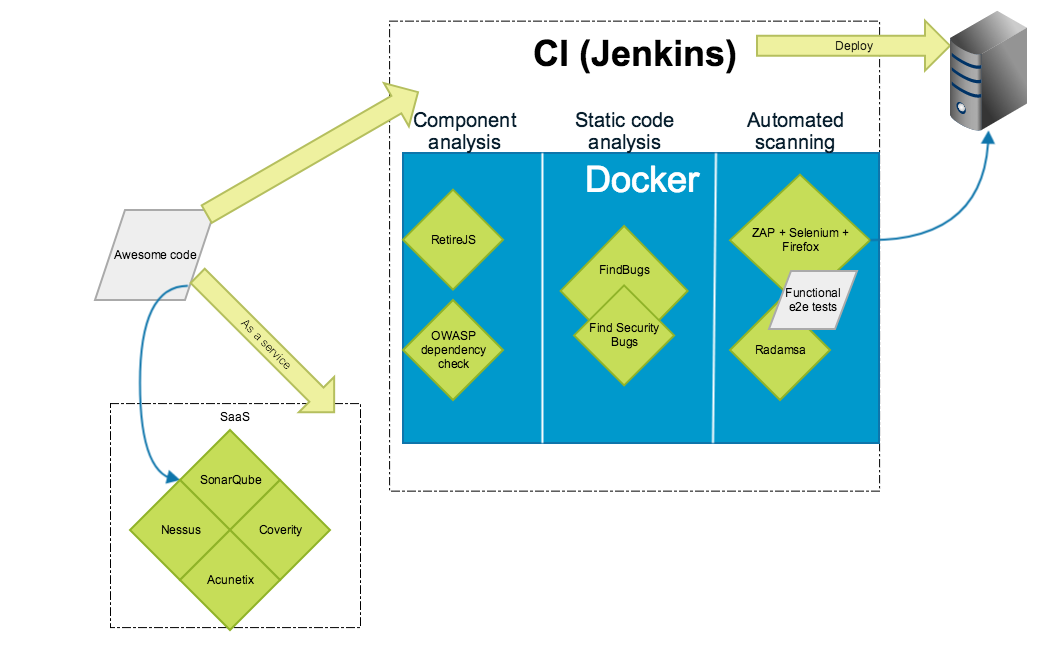 CI (Jenkins)
Deploy
Component
analysis
Static code
analysis
Automated
scanning
Docker
RetireJS
OWASP
dependency
check
FindBugs
Find Security
Bugs
ZAP + Selenium +
Firefox
Functional
e2e tests
Radamsa
Awesome code
As a service
SaaS
SonarQube
Nessus
Coverity
Acunetix